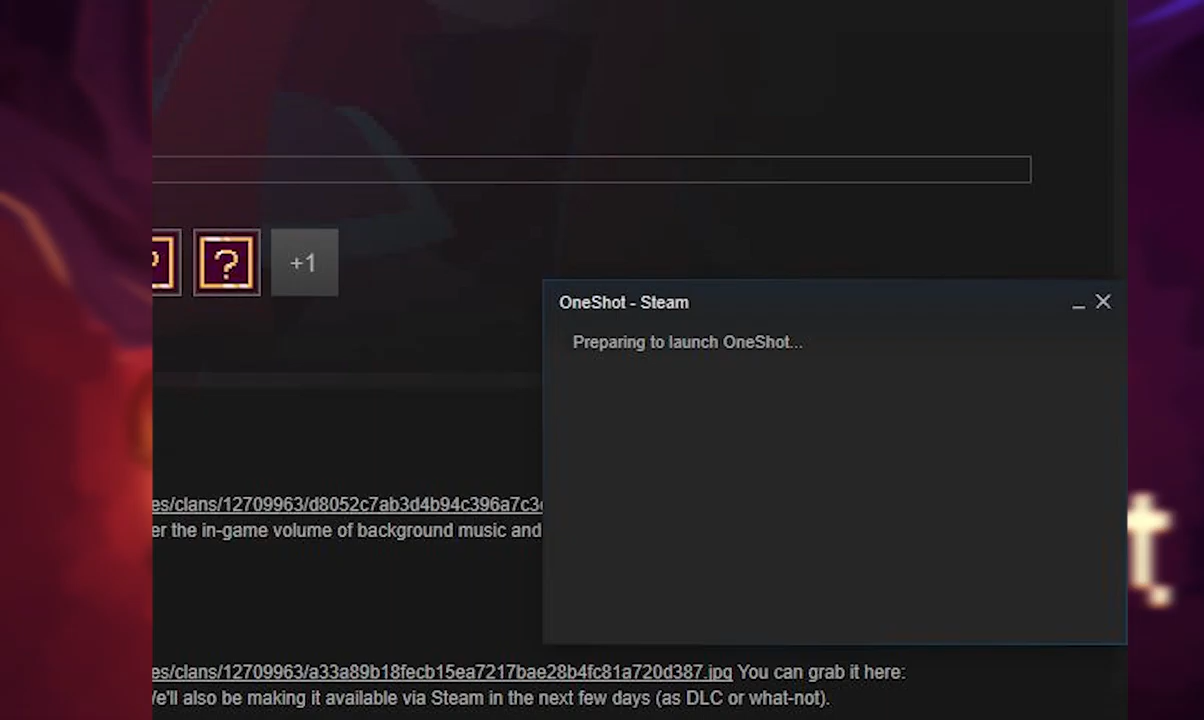 ?
+1
OneShot - Steam
Preparing to launch OneShot...
es/clans/12709963/d8052c7ab3d4b94c396a7c3
er the in-game volume of background music and
t
es/clans/12709963/a33a89b18fecb15ea7217bae28b4fc81a720d387.jpg You can grab it here:
We'll also be making it available via Steam in the next few days (as DLC or what-not).